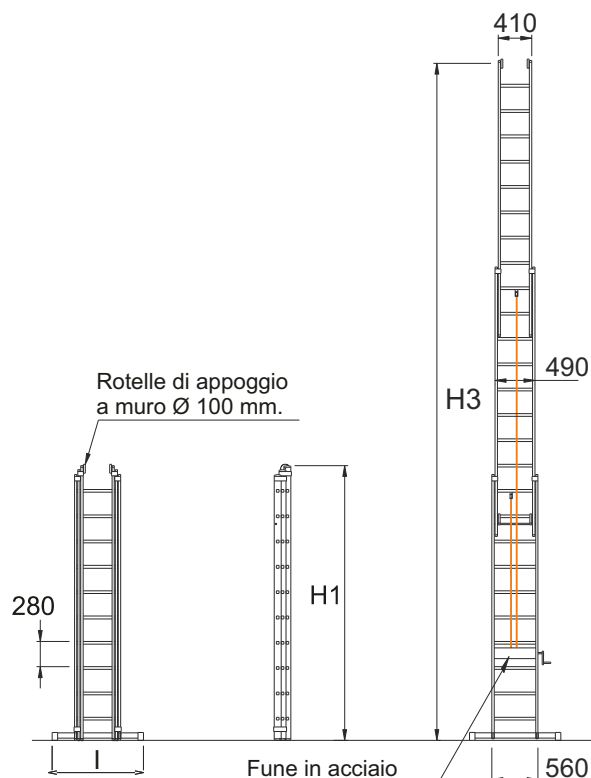 410
490
H3
Rotelle di appoggio
a muro Ø 100 mm.
H1
280
I
Fune in acciaio
560